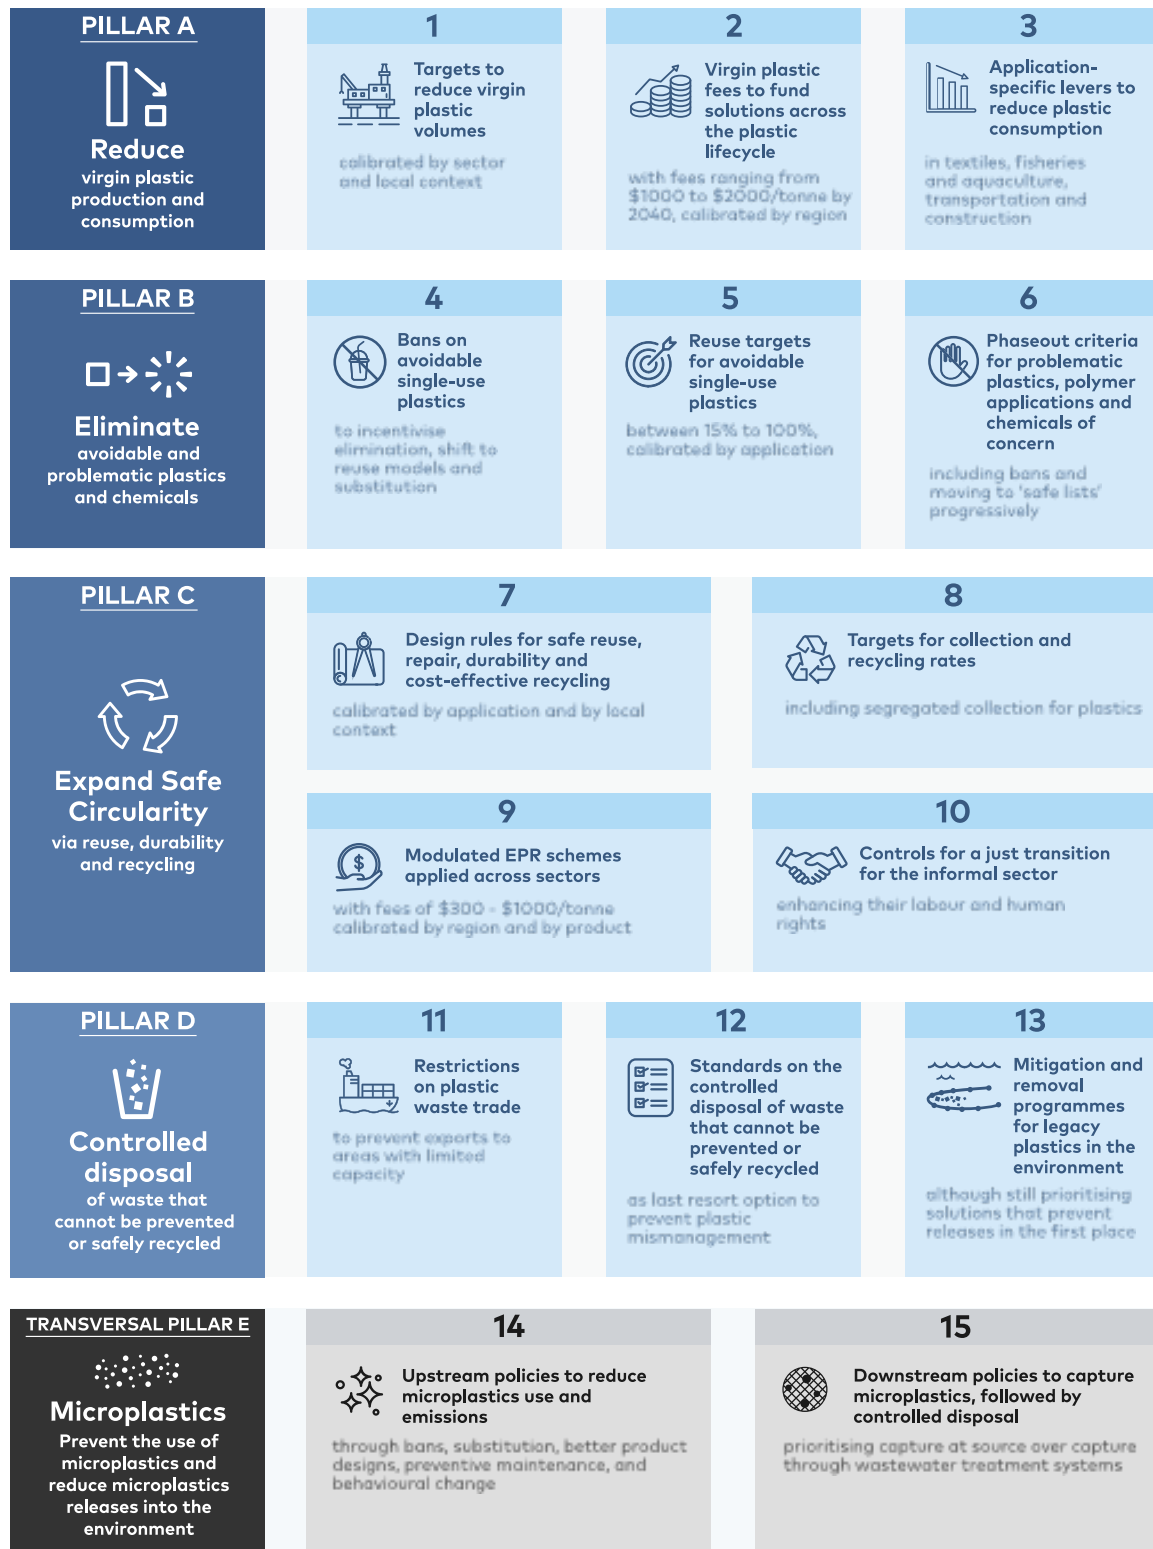 PILLAR A
Reduce
virgin plastic
production and
consumption
1
Targets to
reduce virgin
plastic
volumes
calibrated by sector
and local context
2
Virgin plastic
fees to fund
solutions across
the plastic
lifecycle
with fees ranging from
$1000 to $2000/tonne by
2040, calibrated by region
3
Application-
specific levers to
reduce plastic
consumption
in textiles, fisheries
and aquaculture,
transportation and
construction
PILLAR B
Eliminate
avoidable and
problematic plastics
and chemicals
4
Bans on
avoidable
single-use
plastics
to incentivise
elimination, shift to
reuse models and
substitution
5
Reuse targets
for avoidable
single-use
plastics
between 15% to 100%,
calibrated by application
6
Phaseout criteria
for problematic
plastics, polymer
applications and
chemicals of
concern
including bans and
moving to 'safe lists'
progressively
PILLAR C
Expand Safe
Circularity
via reuse, durability
and recycling
7
Design rules for safe reuse,
repair, durability and
cost-effective recycling
calibrated by application and by local
context
8
Targets for collection and
recycling rates
including segregated collection for plastics
9
Modulated EPR schemes
applied across sectors
with fees of $300 - $1000/tonne
calibrated by region and by product
10
Controls for a just transition
for the informal sector
enhancing their labour and human
rights
PILLAR D
Controlled
disposal
of waste that
cannot be prevented
or safely recycled
11
Restrictions
on plastic
waste trade
to prevent exports to
areas with limited
capacity
12
Standards on the
controlled
disposal of waste
that cannot be
prevented or
safely recycled
as last resort option to
prevent plastic
mismanagement
13
Mitigation and
removal
programmes
for legacy
plastics in the
environment
although still prioritising
solutions that prevent
releases in the first place
TRANSVERSAL PILLAR E
Microplastics
Prevent the use of
microplastics and
reduce microplastics
releases into the
environment
14
Upstream policies to reduce
microplastics use and
emissions
through bans, substitution, better product
designs, preventive maintenance, and
behavioural change
15
Downstream policies to capture
microplastics, followed by
controlled disposal
prioritising capture at source over capture
through wastewater treatment systems